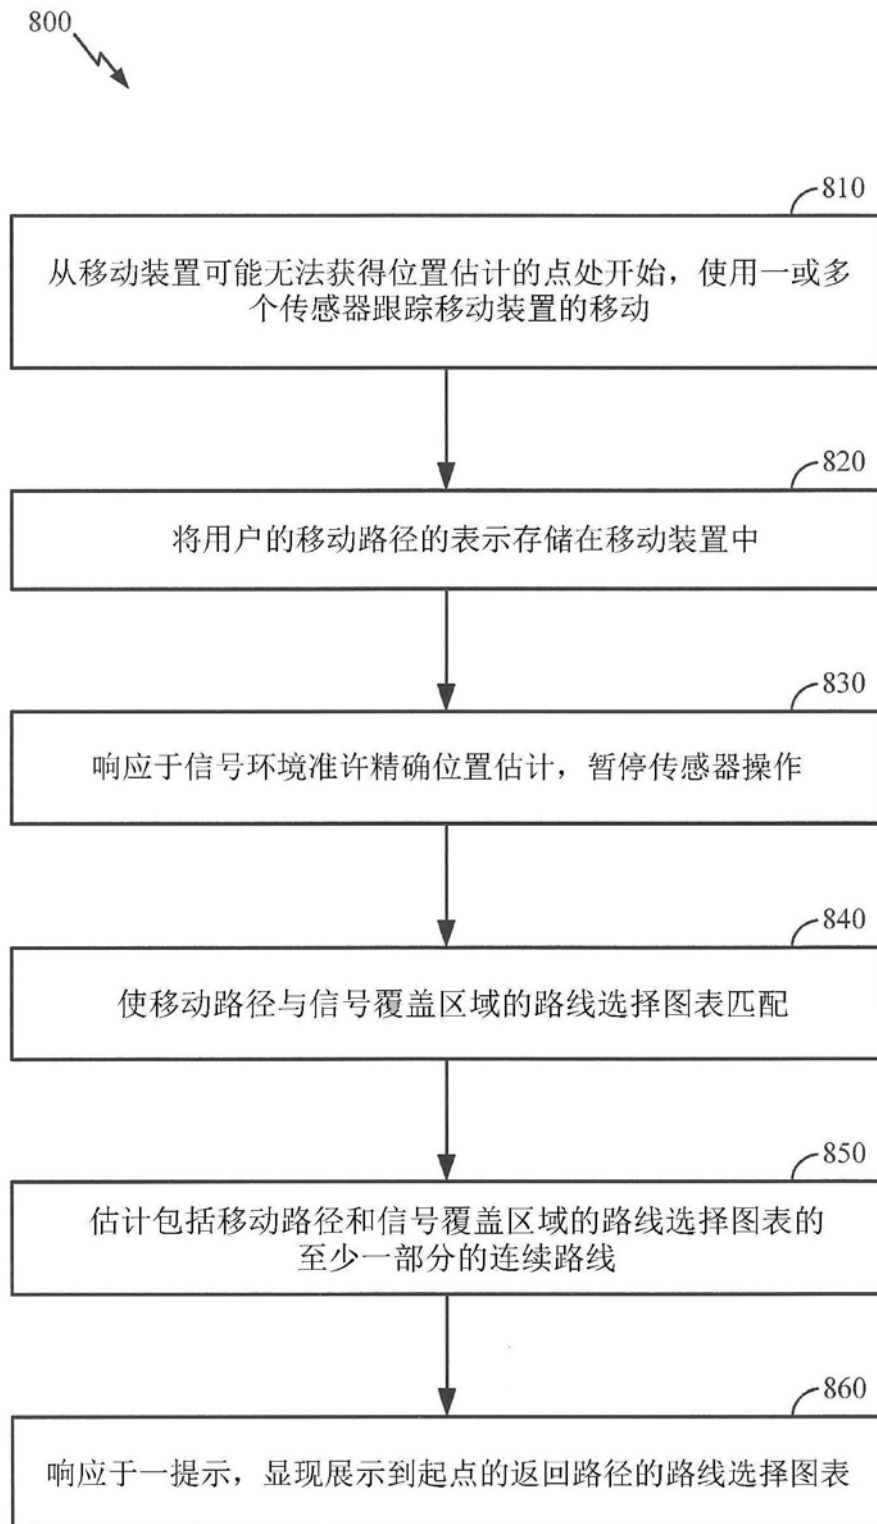 800
810
从移动装置可能无法获得位置估计的点处开始，使用一或多
个传感器跟踪移动装置的移动
820
将用户的移动路径的表示存储在移动装置中
830
响应于信号环境准许精确位置估计，暂停传感器操作
840
使移动路径与信号覆盖区域的路线选择图表匹配
850
估计包括移动路径和信号覆盖区域的路线选择图表的
至少一部分的连续路线
860
响应于一提示，显现展示到起点的返回路径的路线选择图表